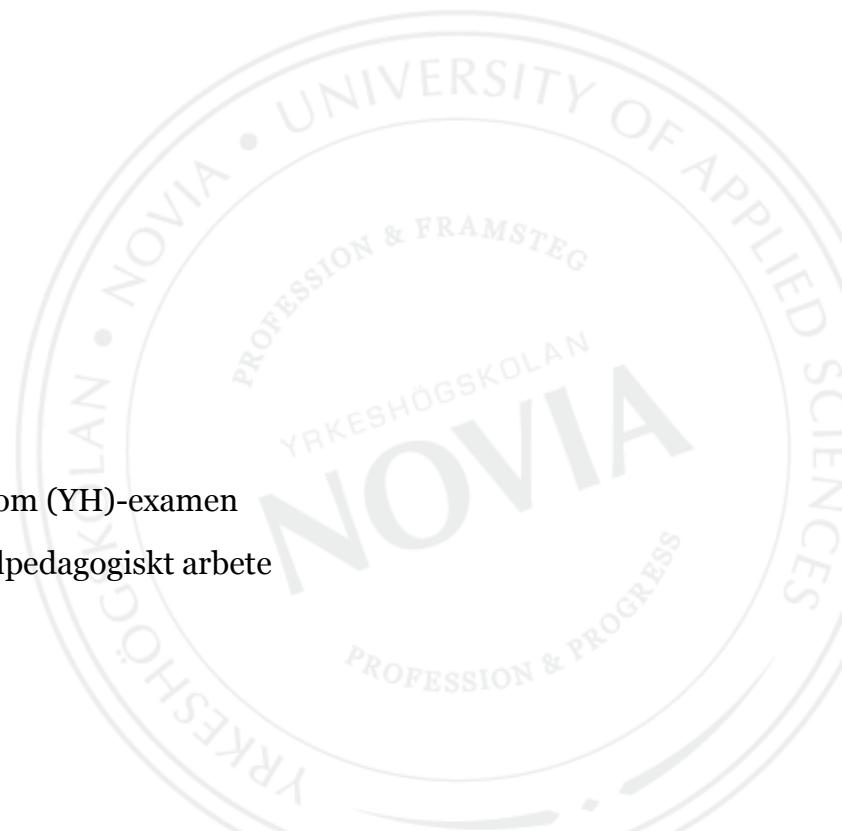 YRKESHÖGSKOLAN • NOVIA • UNIVERSITY OF APPLIED SCIENCES
PROFESSION & FRAMSTEG
YRKESHÖGSKOLAN
NOVIA
om (YH)-examen
lpedagogiskt arbete
PROFESSION & PROGRESS